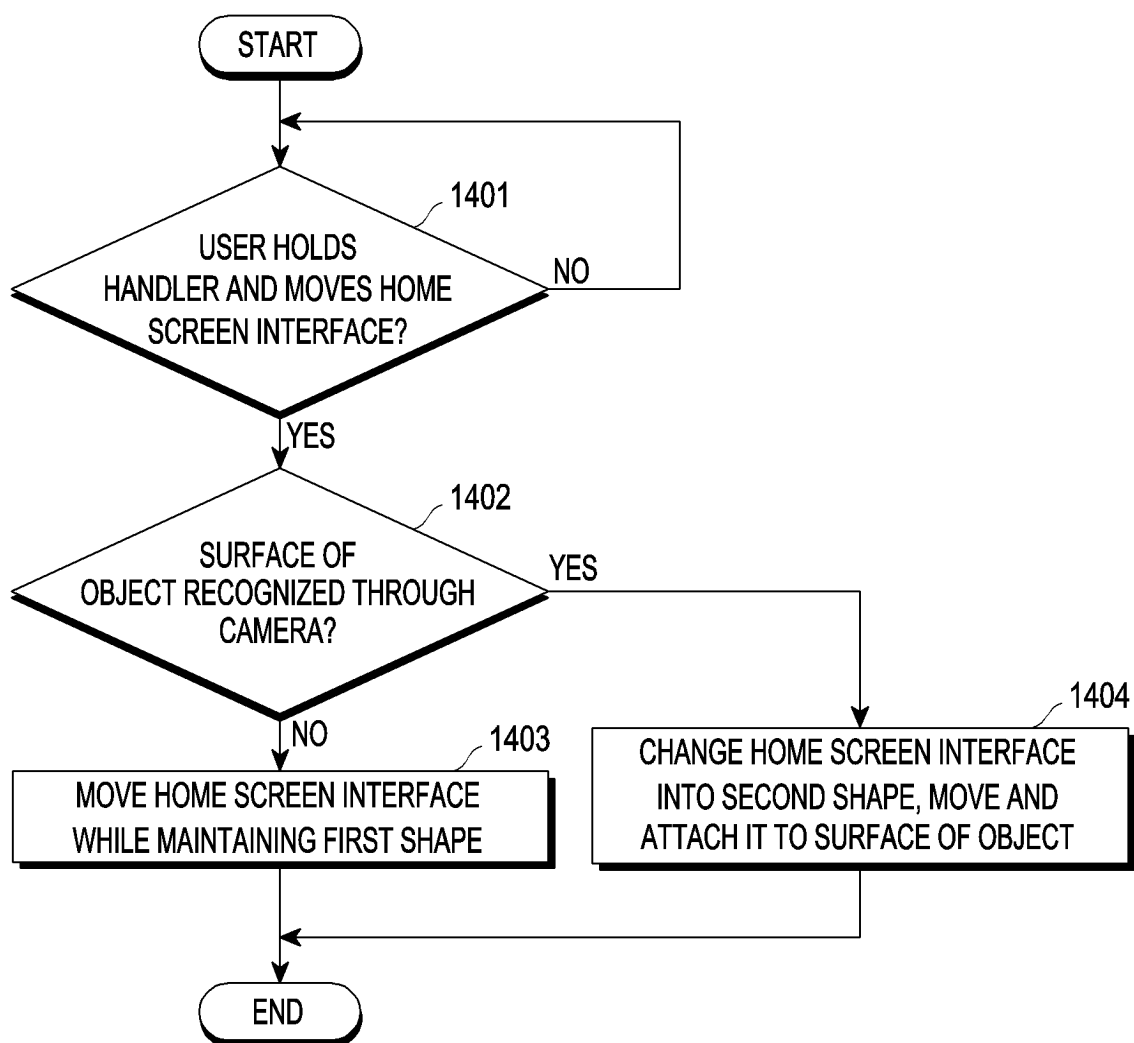 START
1401
USER HOLDS
HANDLER AND MOVES HOME
SCREEN INTERFACE?
NO
YES
1402
SURFACE OF
OBJECT RECOGNIZED THROUGH
CAMERA?
YES
NO
1403
MOVE HOME SCREEN INTERFACE
WHILE MAINTAINING FIRST SHAPE
1404
CHANGE HOME SCREEN INTERFACE
INTO SECOND SHAPE, MOVE AND
ATTACH IT TO SURFACE OF OBJECT
END